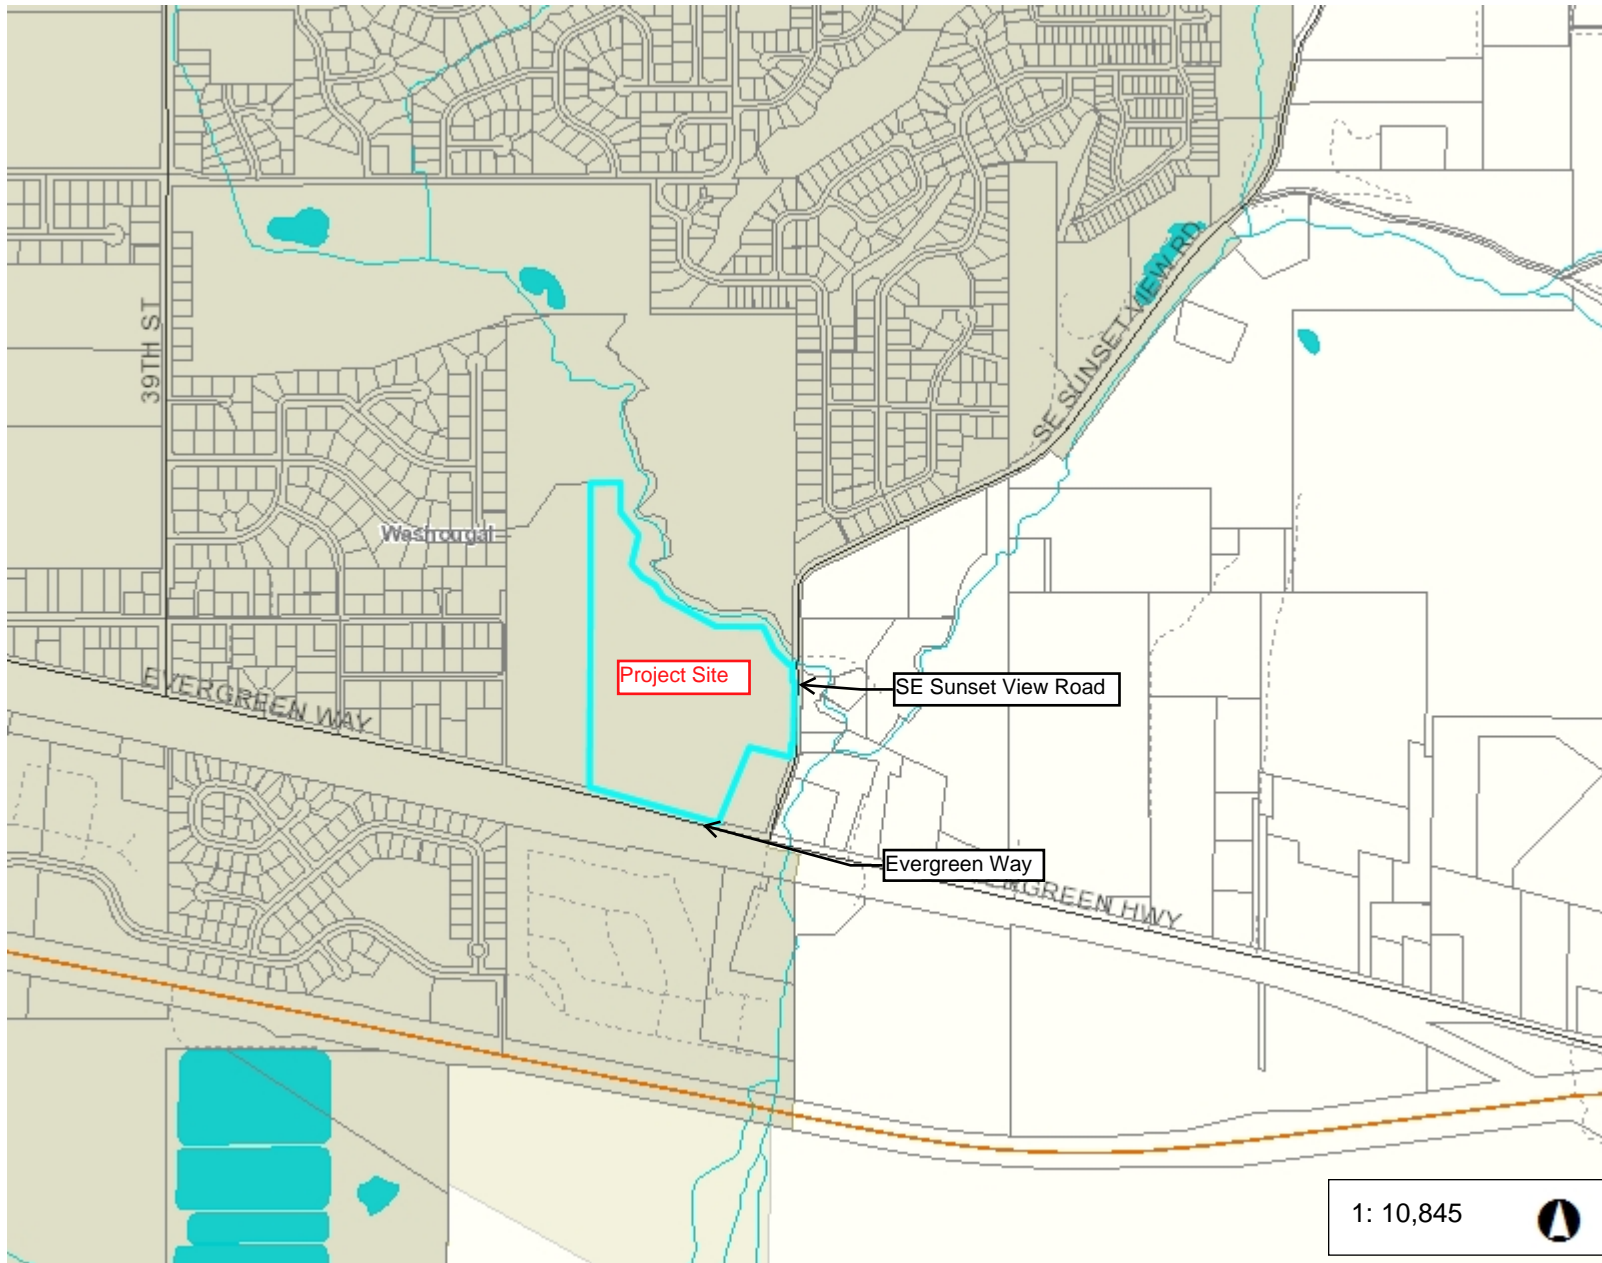 SE SUNSET VIEW RD
39TH ST
Washougal
Project Site
SE Sunset View Road
EVERGREEN WAY
Evergreen Way
ERGREEN HWY
1: 10,845